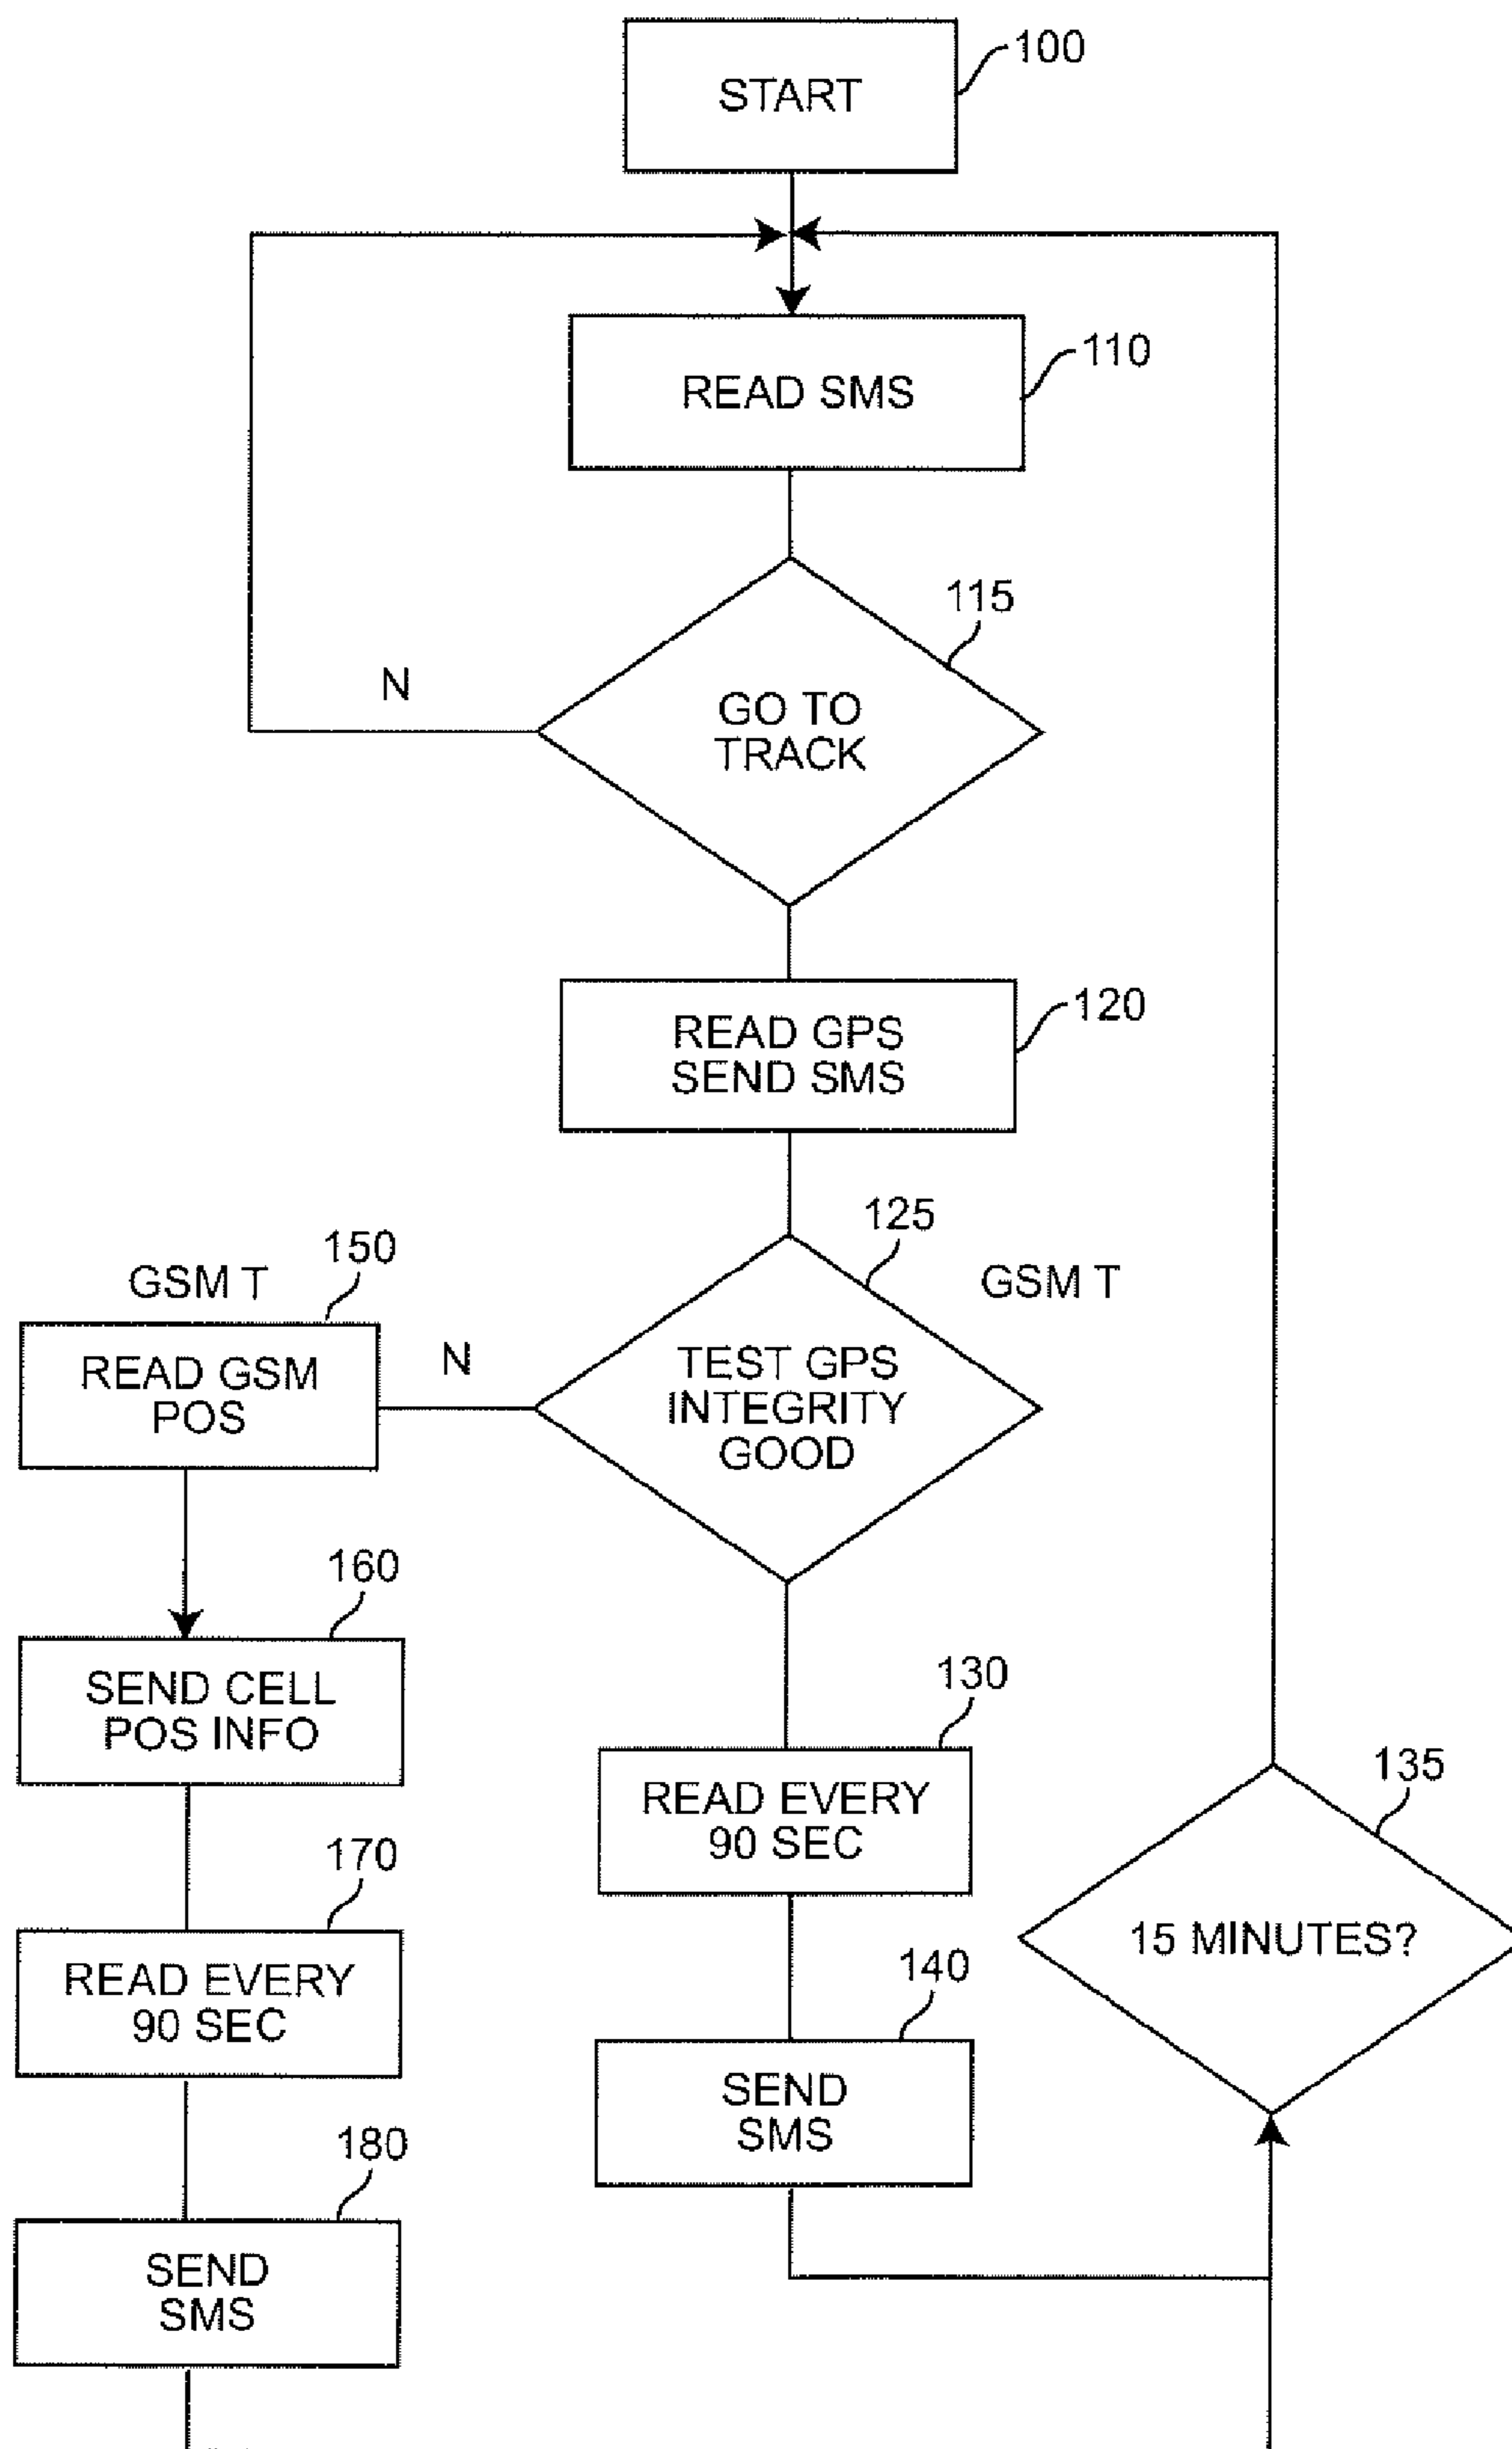 START
100
READ SMS
110
115
N
GO TO
TRACK
READ GPS
SEND SMS
120
125
150
GSM T
GSM T
READ GSM
POS
N
TEST GPS
INTEGRITY
GOOD
160
SEND CELL
POS INFO
130
READ EVERY
90 SEC
135
15 MINUTES?
170
READ EVERY
90 SEC
140
SEND
SMS
180
SEND
SMS